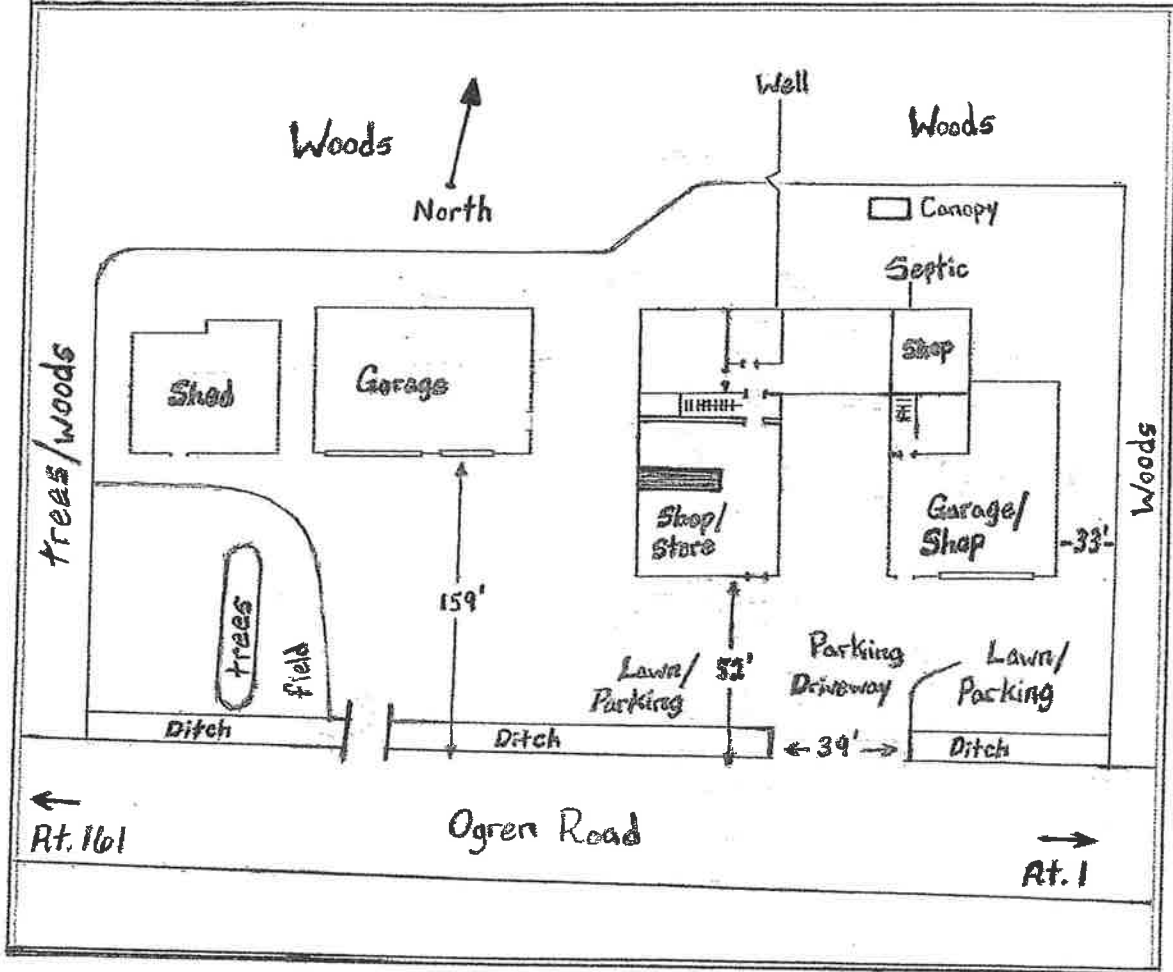 Well
Woods
Woods
North
Canopy
Septic
Shop
Shed
Garage
trees/woods
Woods
Shop/
Store
Garage/
Shop
33'
159'
trees
field
Lawn/
Parking
52'
Parking
Driveway
Lawn/
Parking
Ditch
Ditch
39'
Ditch
Rt. 161
Ogren Road
Rt. 1